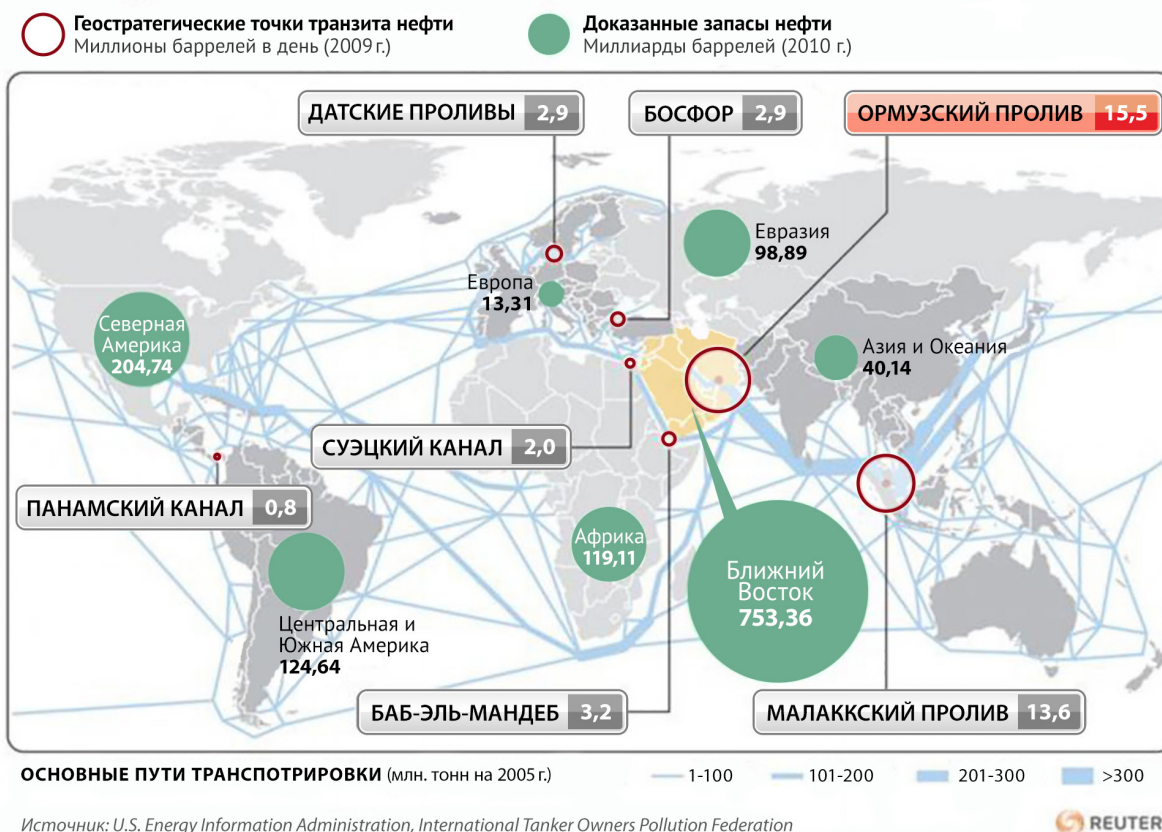 Геостратегические точки транзита нефти
Миллионы баррелей в день (2009 г.)
Доказанные запасы нефти
Миллиарды баррелей (2010 г.)
ДАТСКИЕ ПРОЛИВЫ 2,9
БОСФОР 2,9
ОРМУЗСКИЙ ПРОЛИВ 15,5
Евразия
98,89
Европа
13,31
Северная
Америка
204,74
Азия и Океания
40,14
СУЭЦКИЙ КАНАЛ 2,0
ПАНАМСКИЙ КАНАЛ 0,8
Африка
119,11
Ближний
Восток
753,36
Центральная и
Южная Америка
124,64
БАБ-ЭЛЬ-МАНДЕБ 3,2
МАЛАККСКИЙ ПРОЛИВ 13,6
ОСНОВНЫЕ ПУТИ ТРАНСПОТРИРОВКИ (млн. тонн на 2005 г.)
1-100
101-200
201-300
>300
Источник: U.S. Energy Information Administration, International Tanker Owners Pollution Federation
REUTER